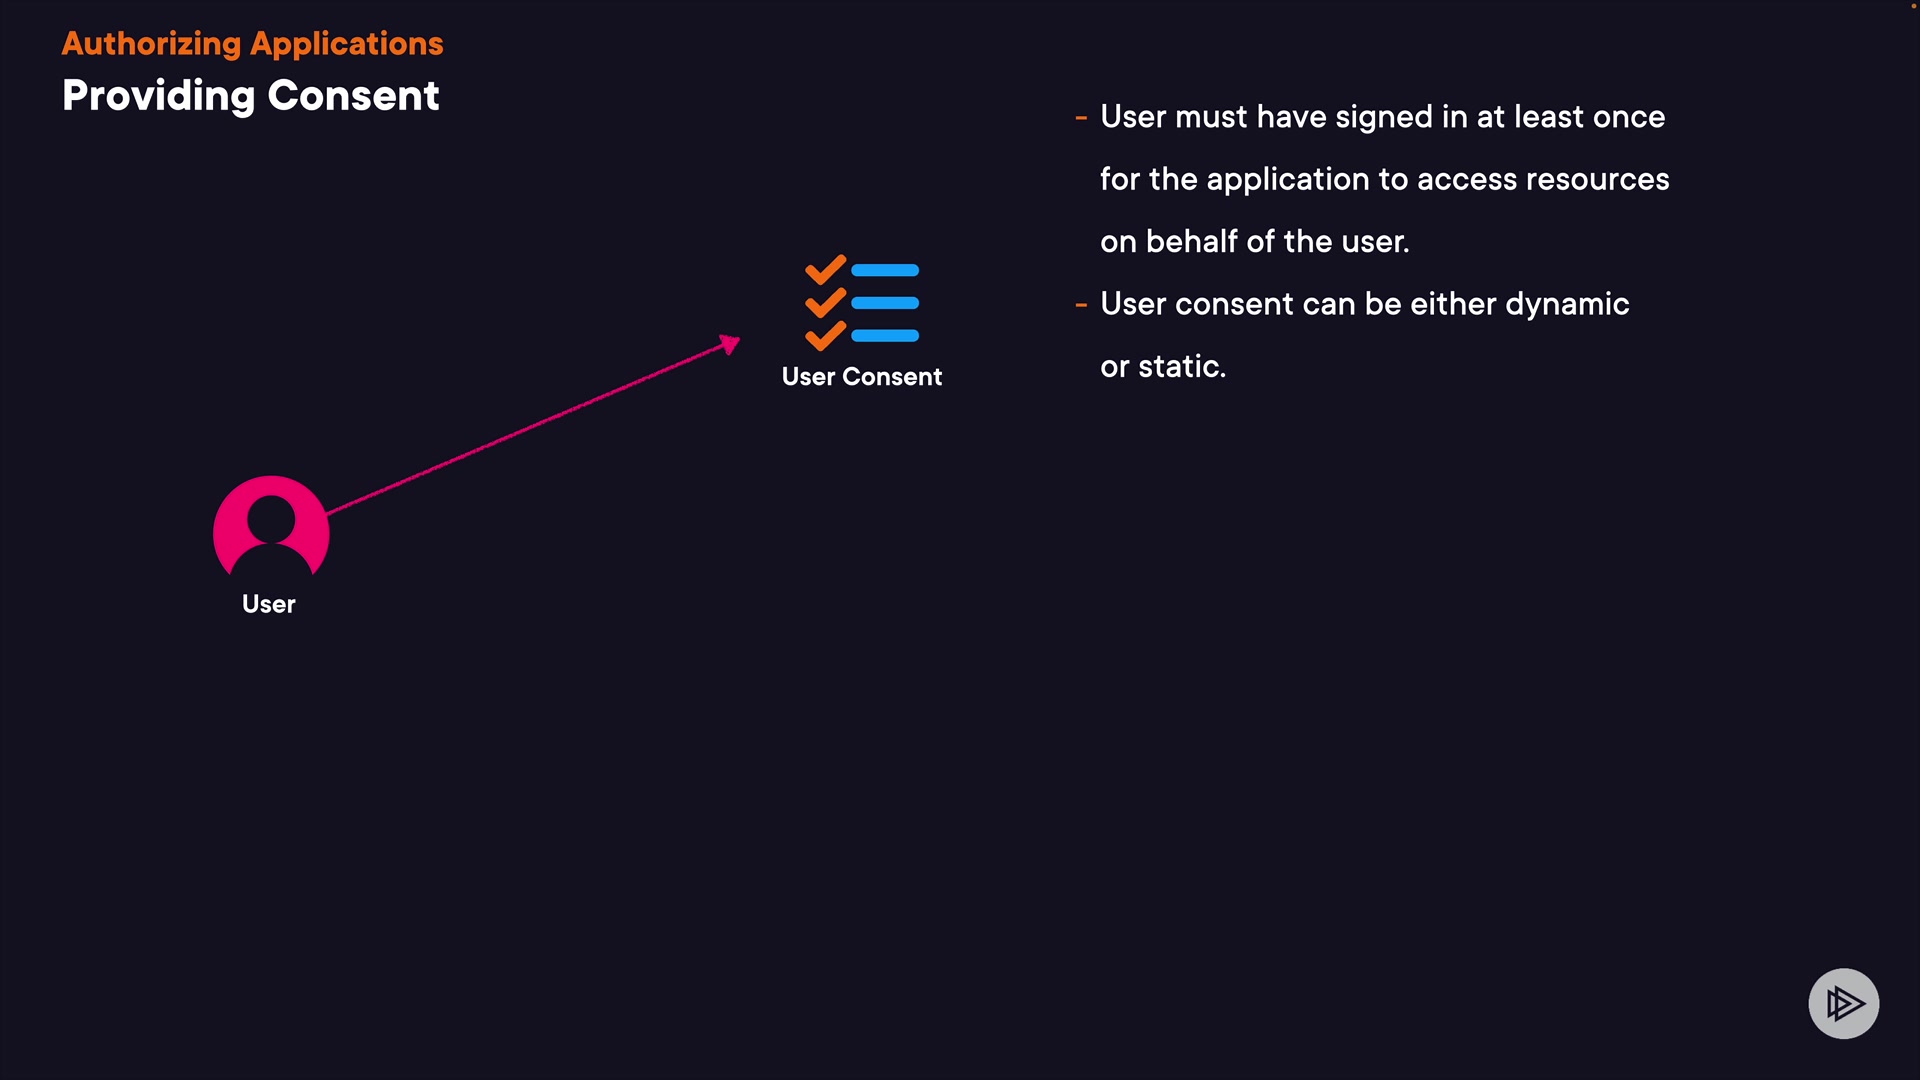 Authorizing Applications
Providing Consent
- User must have signed in at least once
for the application to access resources
on behalf of the user.
- User consent can be either dynamic
or static.
User Consent
User